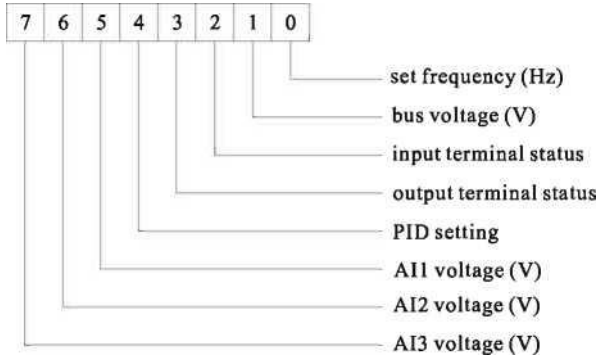 7 6 5 4 3 2 1 0
set frequency (Hz)
bus voltage (V)
input terminal status
output terminal status
PID setting
AI1 voltage (V)
AI2 voltage (V)
AI3 voltage (V)